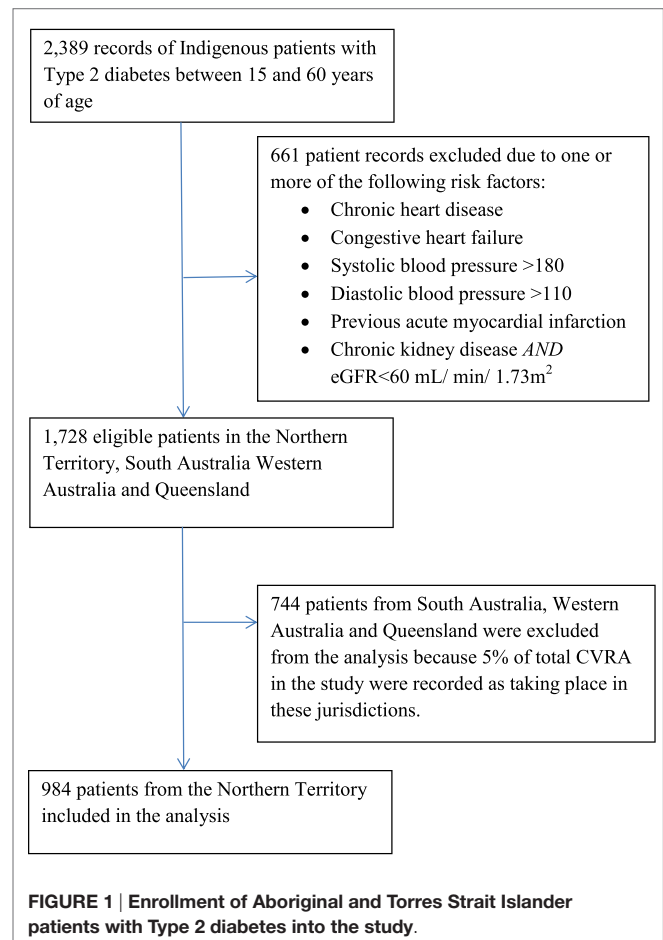 2,389 records of Indigenous patients with
Type 2 diabetes between 15 and 60 years
of age
661 patient records excluded due to one or
more of the following risk factors:
• Chronic heart disease
• Congestive heart failure
• Systolic blood pressure >180
• Diastolic blood pressure >110
• Previous acute myocardial infarction
• Chronic kidney disease AND
eGFR<60 mL/ min/ 1.73m²
1,728 eligible patients in the Northern
Territory, South Australia Western
Australia and Queensland
744 patients from South Australia, Western
Australia and Queensland were excluded
from the analysis because 5% of total CVRA
in the study were recorded as taking place in
these jurisdictions.
984 patients from the Northern Territory
included in the analysis
FIGURE 1 | Enrollment of Aboriginal and Torres Strait Islander
patients with Type 2 diabetes into the study.